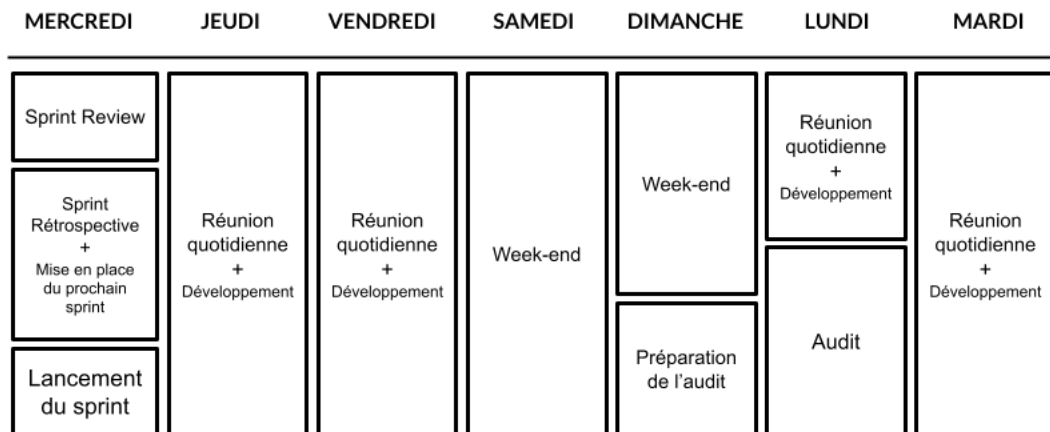 MERCREDI JEUDI VENDREDI SAMEDI DIMANCHE LUNDI MARDI
Sprint Review
Sprint
Rétrospective
+
Mise en place
du prochain
sprint
Lancement
du sprint
Réunion
quotidienne
+
Développement
Réunion
quotidienne
+
Développement
Week-end
Week-end
Préparation
de l'audit
Réunion
quotidienne
+
Développement
Audit
Réunion
quotidienne
+
Développement